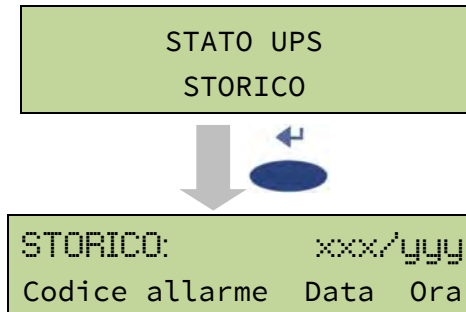 STATO UPS
STORICO
STORICO: xxx/yyy
Codice allarme Data Ora